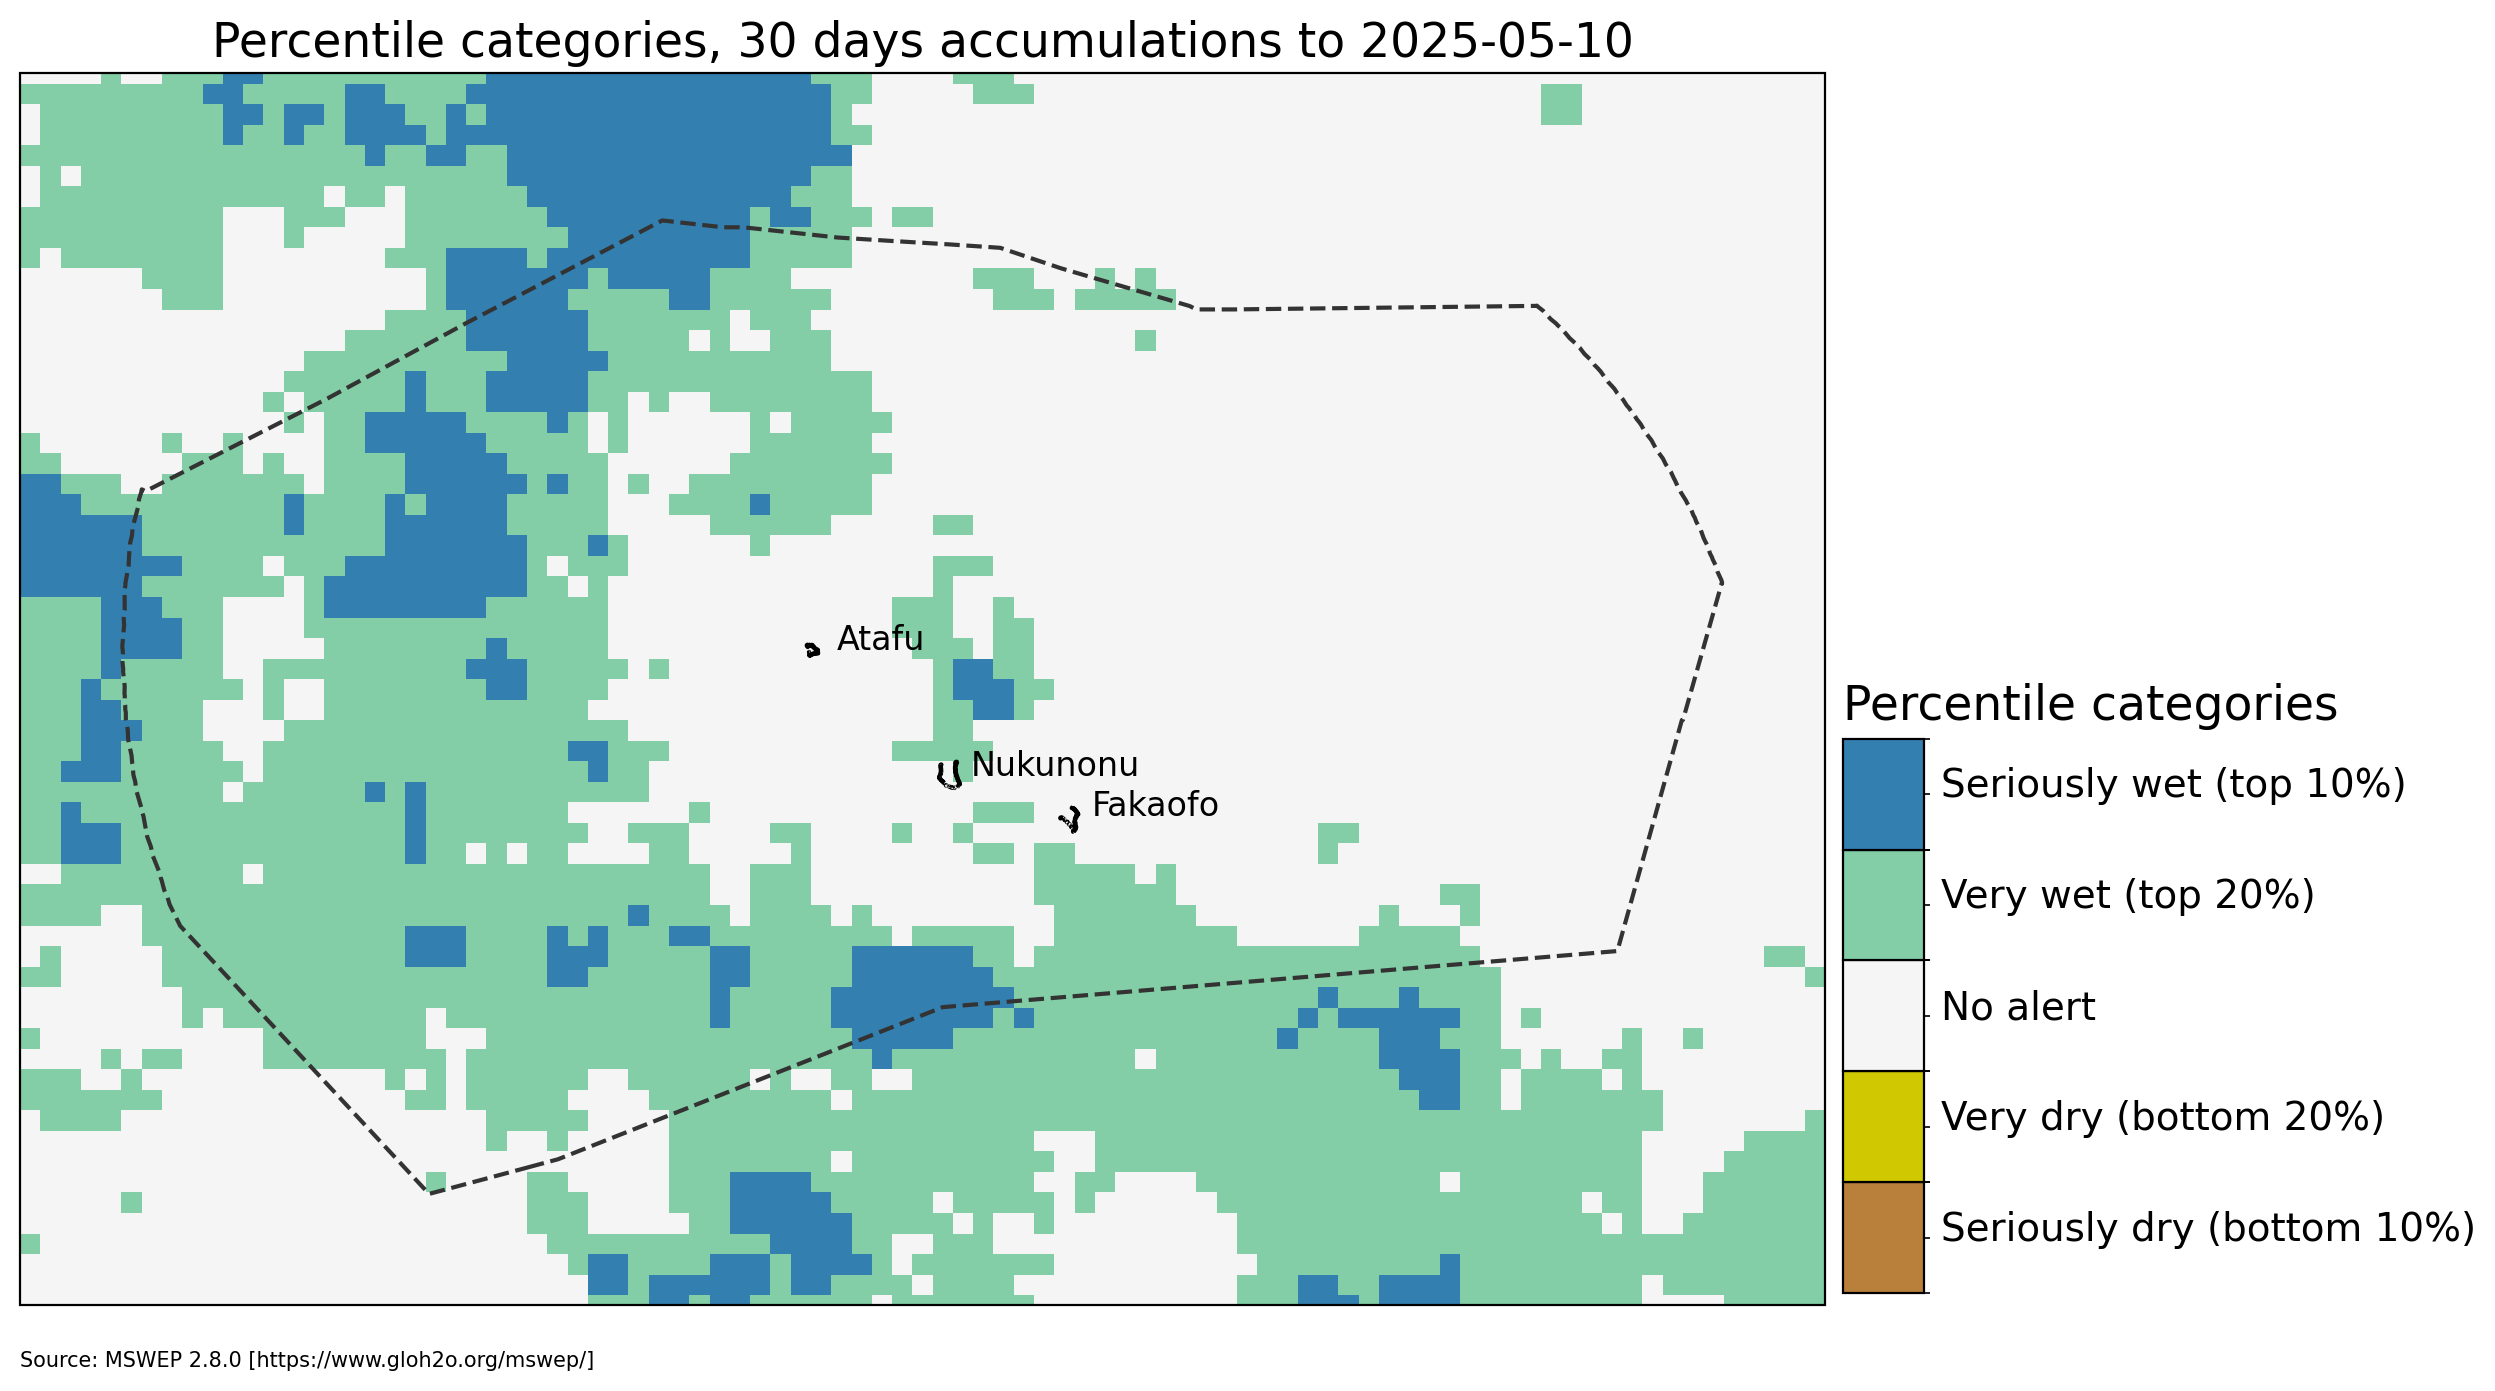 Percentile categories, 30 days accumulations to 2025-05-10
Atafu
Nukunonu
Fakaofo
Percentile categories
Seriously wet (top 10%)
Very wet (top 20%)
No alert
Very dry (bottom 20%)
Seriously dry (bottom 10%)
Source: MSWEP 2.8.0 [https://www.gloh2o.org/mswep/]